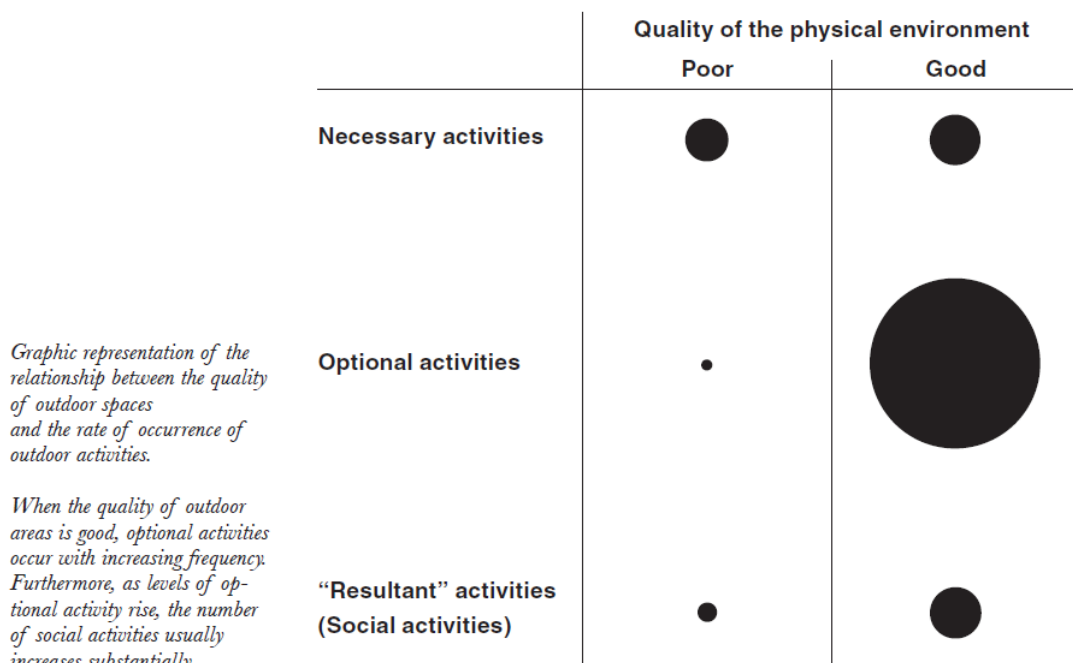 Quality of the physical environment
Poor
Good
Necessary activities
Optional activities
“Resultant” activities
(Social activities)
Graphic representation of the
relationship between the quality
of outdoor spaces
and the rate of occurrence of
outdoor activities.
When the quality of outdoor
areas is good, optional activities
occur with increasing frequency.
Furthermore, as levels of op-
tional activity rise, the number
of social activities usually
increases substantially.